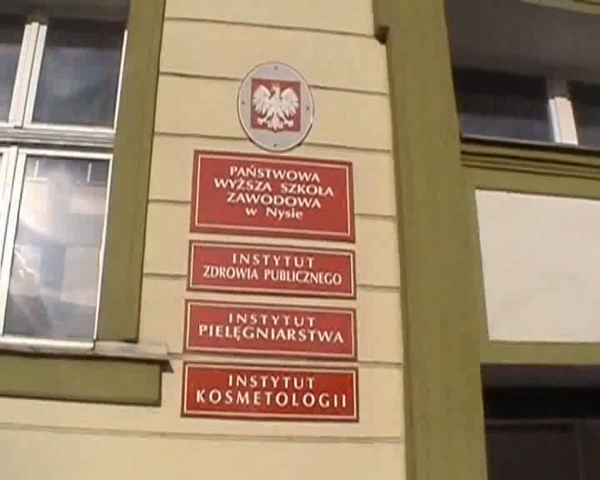 PAŃSTWOWA
WYŻSZA SZKOŁA
ZAWODOWA
w Nysie
INSTYTUT
ZDROWIA PUBLICZNEGO
INSTYTUT
PIELĘGNIARSTWA
INSTYTUT
KOSMETOLOGII